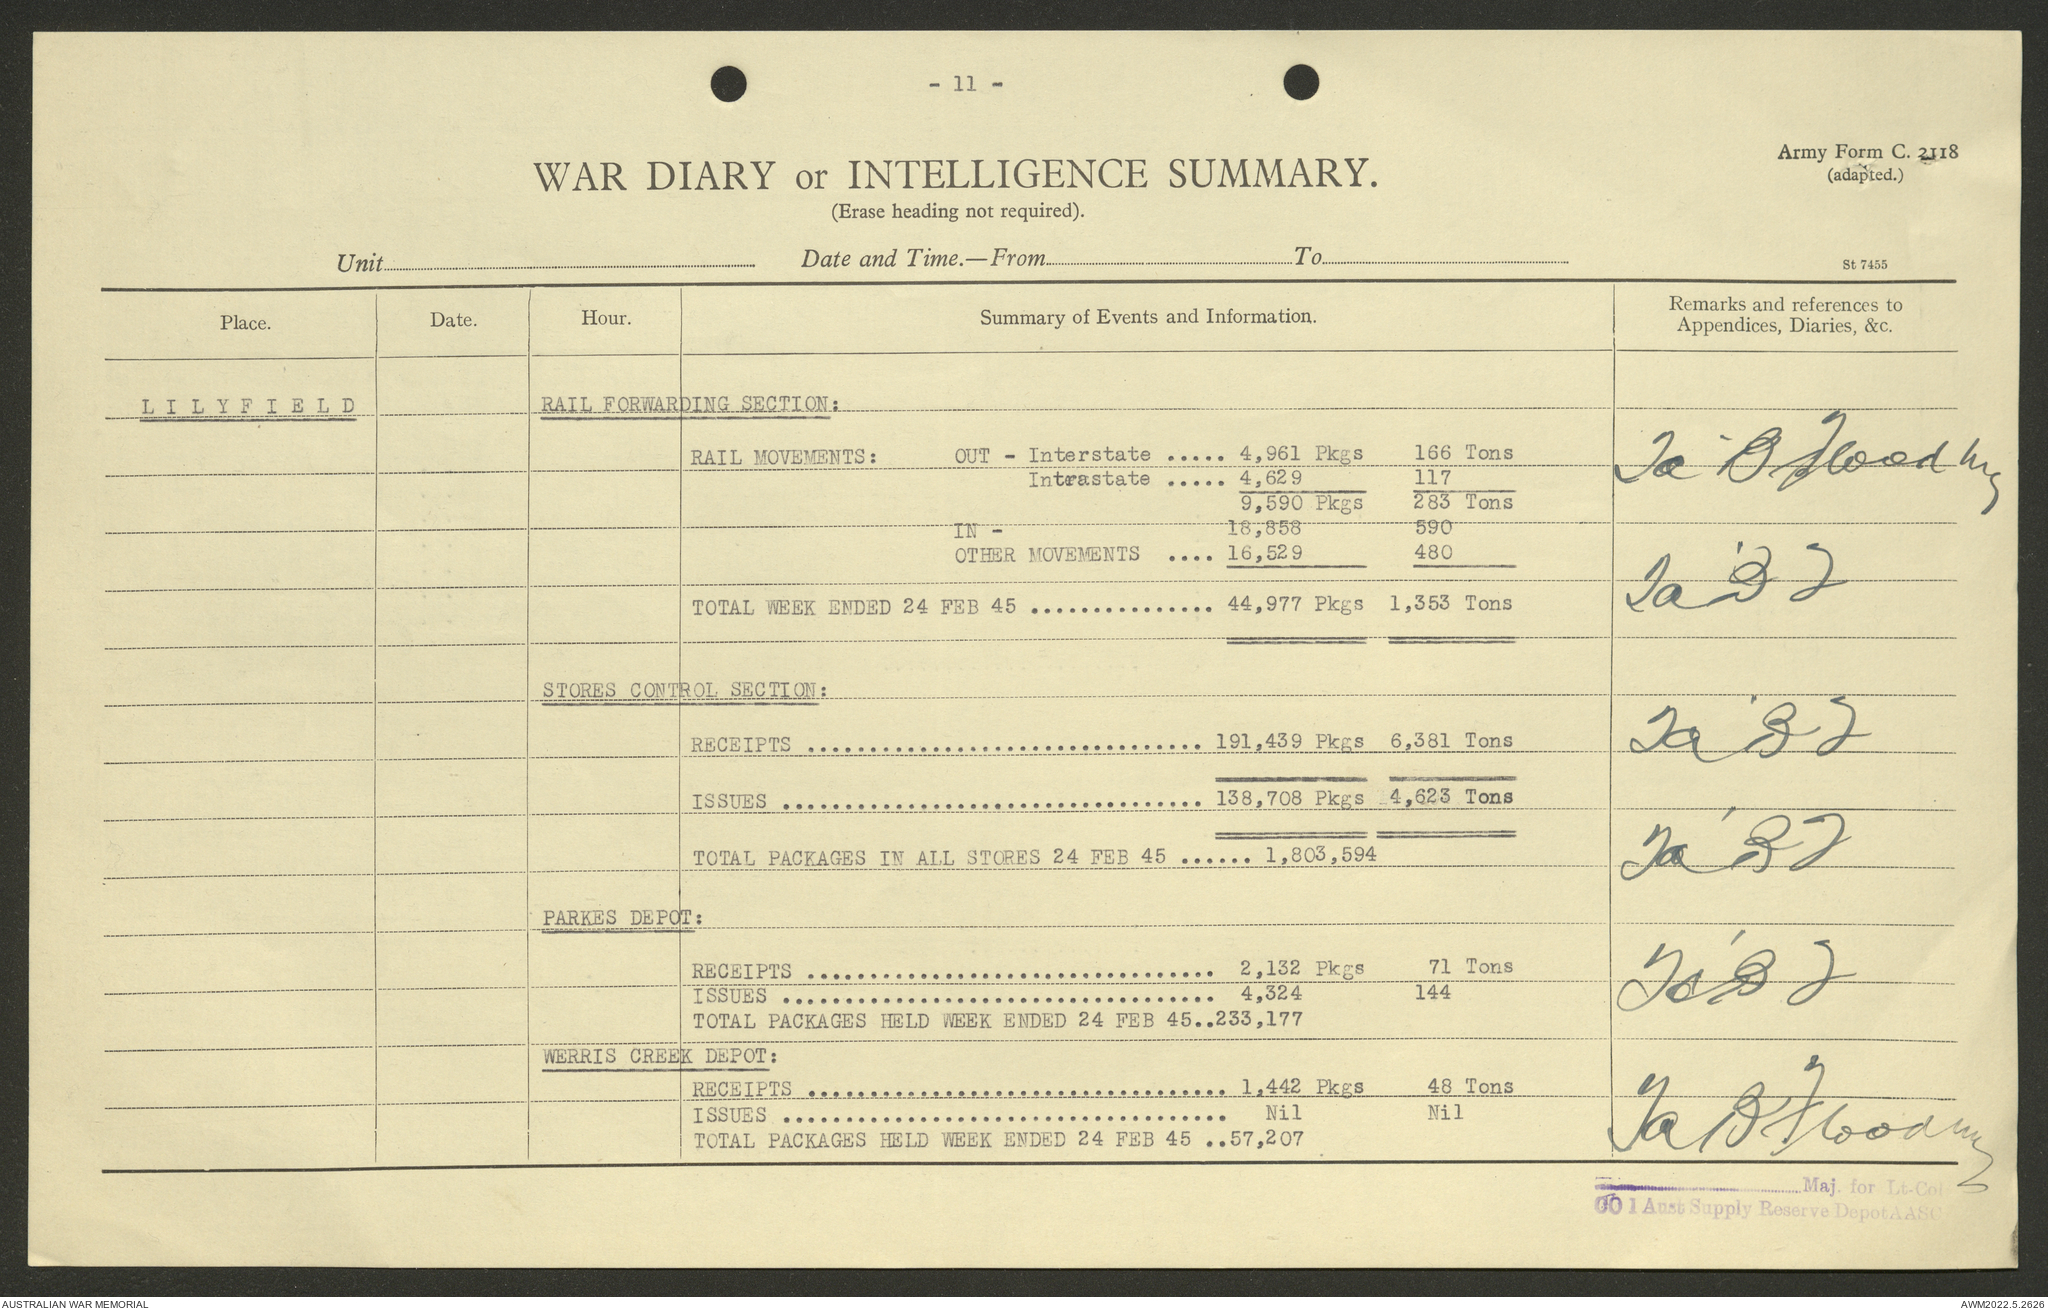 - 11 -
Army Form C. 2118
(adapted.)
WAR DIARY or INTELLIGENCE SUMMARY.
(Erase heading not required).
Unit.......... Date and Time.—From.......... To..........
St 7455
Place. Date. Hour. Summary of Events and Information. Remarks and references to
Appendices, Diaries, &c.
LILYFIELD RAIL FORWARDING SECTION:
RAIL MOVEMENTS: OUT - Interstate ..... 4,961 Pkgs 166 Tons
Intrastate ..... 4,629 117
9,590 Pkgs 283 Tons
IN - 18,858 590
OTHER MOVEMENTS .... 16,529 480
TOTAL WEEK ENDED 24 FEB 45 ............... 44,977 Pkgs 1,353 Tons
STORES CONTROL SECTION:
RECEIPTS ................................ 191,439 Pkgs 6,381 Tons
ISSUES .................................. 138,708 Pkgs 4,623 Tons
TOTAL PACKAGES IN ALL STORES 24 FEB 45 ...... 1,803,594
PARKES DEPOT:
RECEIPTS ................................. 2,132 Pkgs 71 Tons
ISSUES ................................... 4,324 144
TOTAL PACKAGES HELD WEEK ENDED 24 FEB 45..233,177
WERRIS CREEK DEPOT:
RECEIPTS .................................. 1,442 Pkgs 48 Tons
ISSUES .................................... Nil Nil
TOTAL PACKAGES HELD WEEK ENDED 24 FEB 45 ..57,207
Maj. for Lt-Col
1 Aust Supply Reserve Depot AASC
AUSTRALIAN WAR MEMORIAL
AWM2022.5.2626